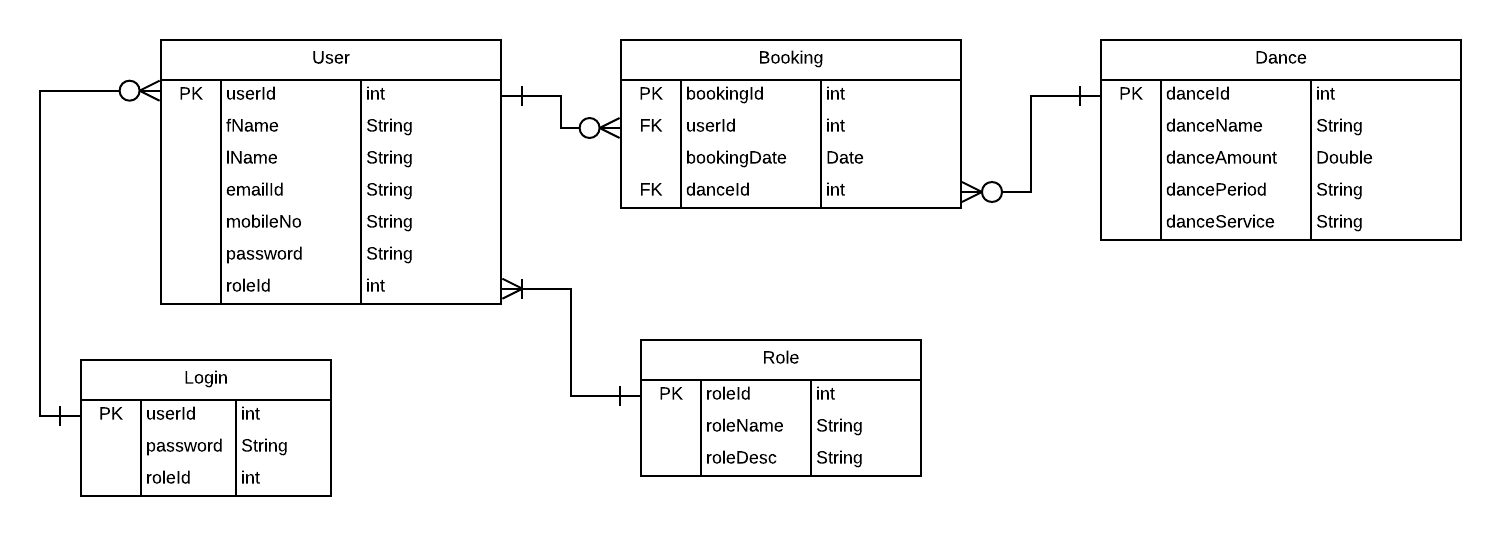 User
PK userId int
fName String
lName String
emailId String
mobileNo String
password String
roleId int
Booking
PK bookingId int
FK userId int
bookingDate Date
FK danceId int
Dance
PK danceId int
danceName String
danceAmount Double
dancePeriod String
danceService String
Login
PK userId int
password String
roleId int
Role
PK roleId int
roleName String
roleDesc String